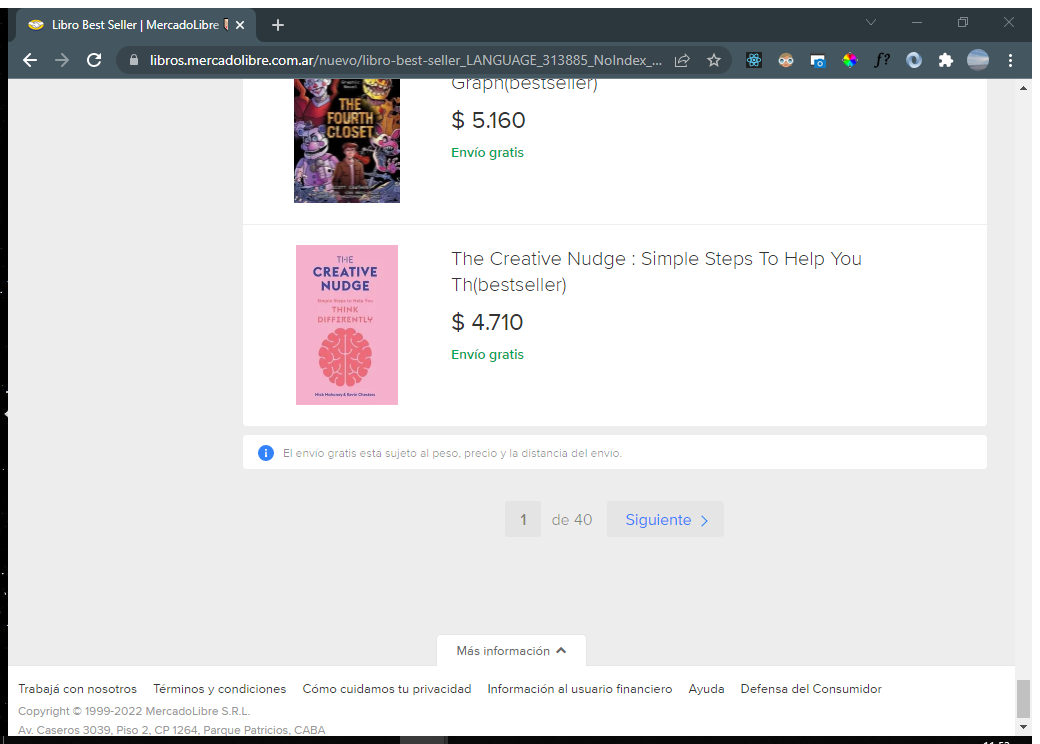 Libro Best Seller | MercadoLibre
libros.mercadolibre.com.ar/nuevo/libro-best-seller_LANGUAGE_313885_NoIndex_...
f?
Graph(bestseller)
THE
FOURTH
CLOSET
$ 5.160
Envío gratis
THE
CREATIVE
NUDGE
Simple Steps to Help You
THINK
DIFFERENTLY
Mick Mahoney & Kevin Chesters
The Creative Nudge : Simple Steps To Help You
Th(bestseller)
$ 4.710
Envío gratis
El envío gratis está sujeto al peso, precio y la distancia del envío.
1 de 40 Siguiente
Más información
Trabajá con nosotros Términos y condiciones Cómo cuidamos tu privacidad Información al usuario financiero Ayuda Defensa del Consumidor
Copyright © 1999-2022 MercadoLibre S.R.L.
Av. Caseros 3039, Piso 2, CP 1264, Parque Patricios, CABA